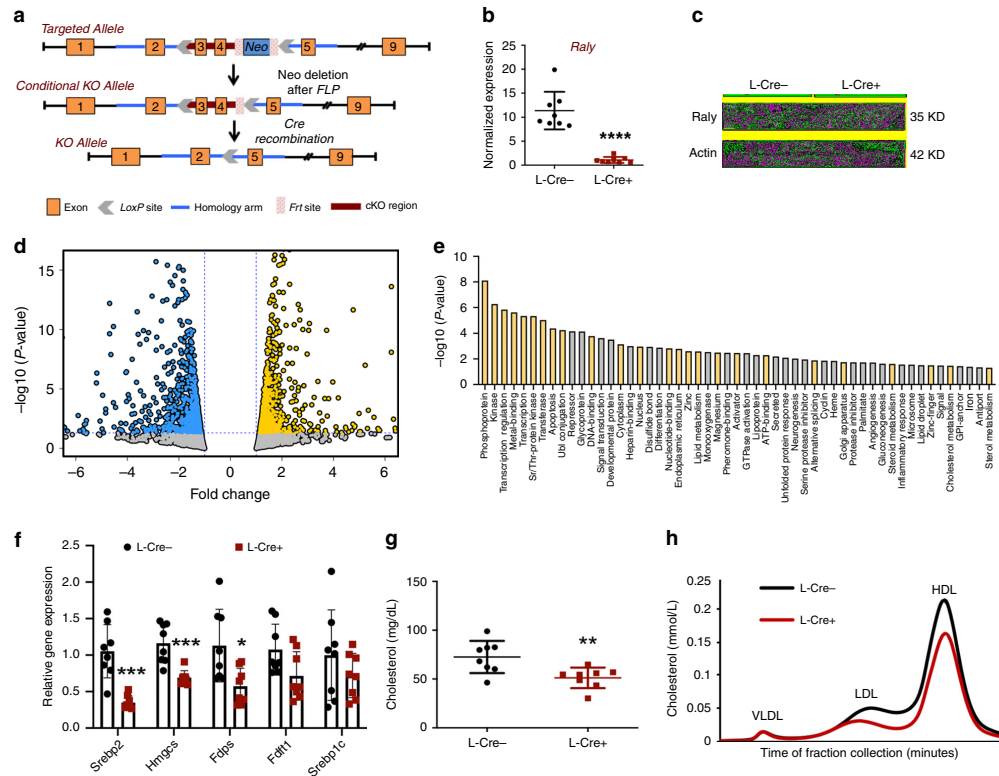 a
Targeted Allele
1 2 3 4 Neo 5 9
Conditional KO Allele
Neo deletion
after FLP
1 2 3 4 5 9
KO Allele
Cre
recombination
1 2 5 9
Exon LoxP site Homology arm Frt site cKO region
b
Raly
Normalized expression
25
20
15
10
5
0
****
L-Cre– L-Cre+
c
L-Cre– L-Cre+
Raly 35 KD
Actin 42 KD
d
–log10 (P-value)
15
10
5
0
–6 –4 –2 0 2 4 6
Fold change
e
–log10 (P-value)
10
8
6
4
2
0
Phosphoprotein
Kinase
Transcription regulation
Metal-binding
Transcription
Sr/Thr-protein kinase
Transferase
Apoptosis
Ubl conjugation
Repressor
Glycoprotein
DNA-binding
Signal transduction
Developmental protein
Cytoplasm
Heparin-binding
Nucleus
Disulfide bond
Differentiation
Nucleotide-binding
Endoplasmic reticulum
Zinc
Lipid metabolism
Monooxygenase
Magnesium
Pheromone-binding
Activator
GTPase activation
Lipoprotein
ATP-binding
Secreted
Unfolded protein response
Neurogenesis
Serine protease inhibitor
Alternative splicing
Cyclin
Heme
Golgi apparatus
Protease inhibitor
Palmitate
Angiogenesis
Gluconeogenesis
Steroid metabolism
Inflammatory response
Microsome
Lipid droplet
Zinc-finger
Signal
Cholesterol metabolism
GPI-anchor
Iron
Antiport
Sterol metabolism
f
L-Cre– L-Cre+
Relative gene expression
2.5
2.0
1.5
1.0
0.5
0.0
*** *** *
Srebp2 Hmgcs Fdps Fdft1 Srebp1c
g
Cholesterol (mg/dL)
150
100
50
0
**
L-Cre– L-Cre+
h
Cholesterol (mmol/L)
0.25
0.20
0.15
0.10
0.05
0
L-Cre–
L-Cre+
HDL
LDL
VLDL
Time of fraction collection (minutes)